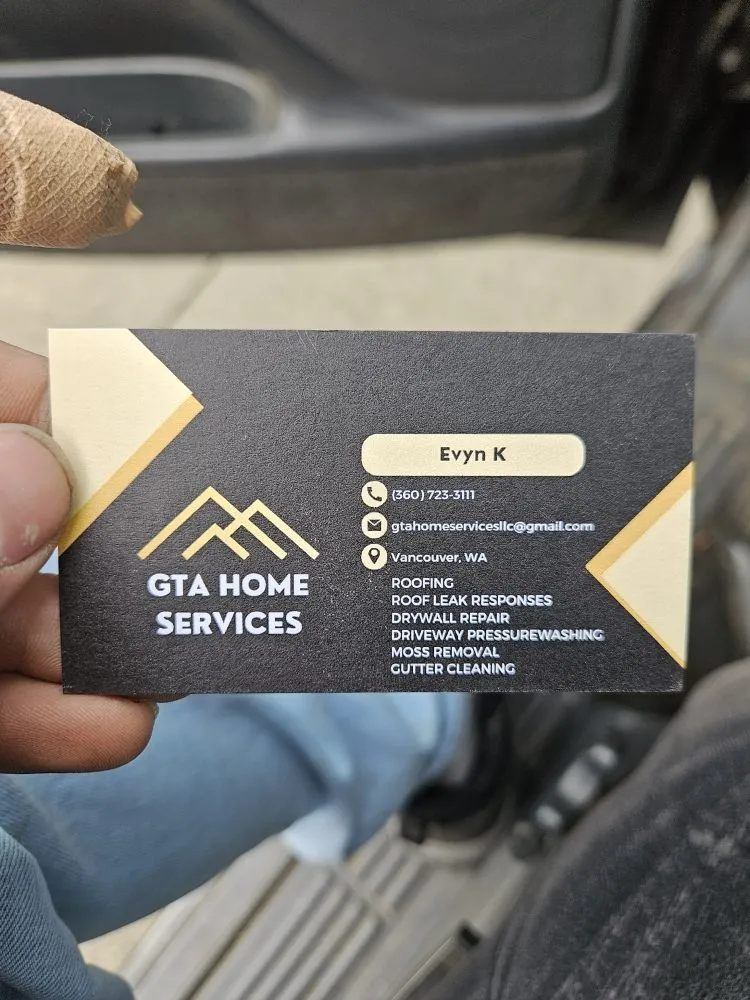 GTA HOME
SERVICES
Evyn K
(360) 723-3111
gtahomeservicesllc@gmail.com
Vancouver, WA
ROOFING
ROOF LEAK RESPONSES
DRYWALL REPAIR
DRIVEWAY PRESSUREWASHING
MOSS REMOVAL
GUTTER CLEANING